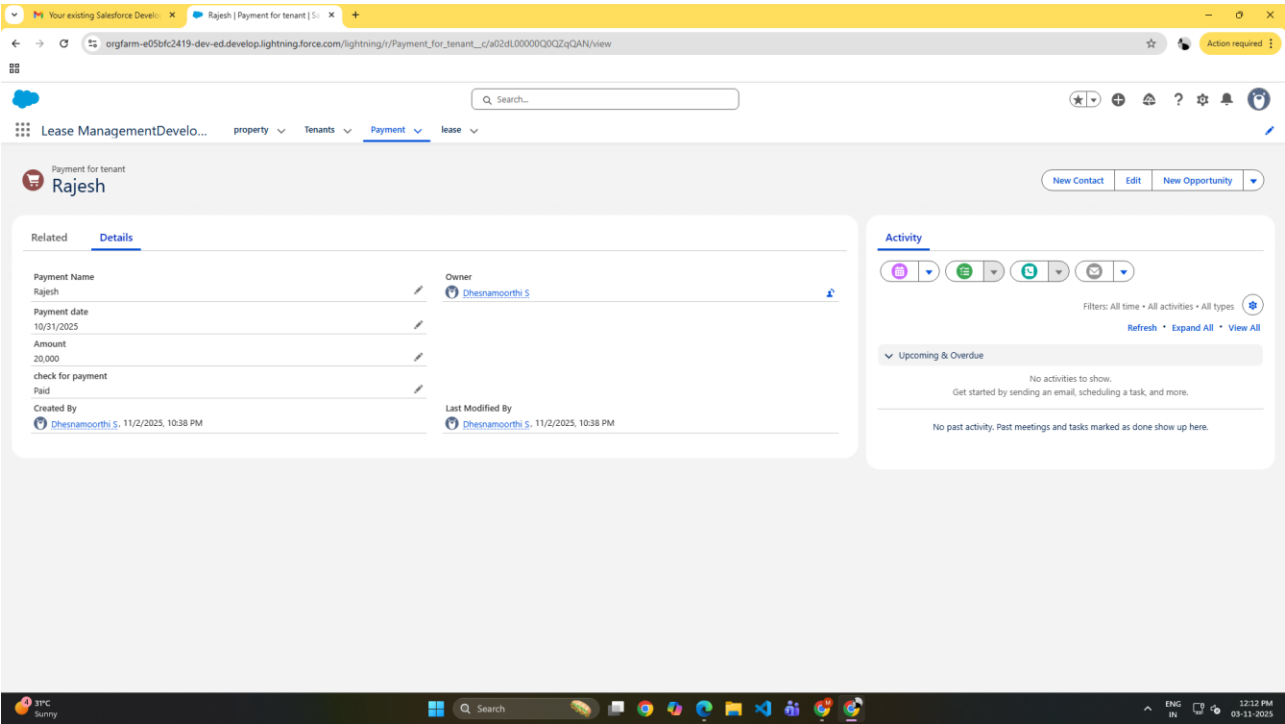 Your existing Salesforce Develo
Rajesh | Payment for tenant | Sa
orgfarm-e05bfc2419-dev-ed.develop.lightning.force.com/lightning/r/Payment_for_tenant__c/a02dL00000Q0QZqQAN/view
Action required
Search...
Lease ManagementDevelo...
property
Tenants
Payment
lease
Payment for tenant
Rajesh
New Contact
Edit
New Opportunity
Related
Details
Payment Name
Rajesh
Owner
Dhesnamoorthi S
Payment date
10/31/2025
Amount
20,000
check for payment
Paid
Created By
Dhesnamoorthi S, 11/2/2025, 10:38 PM
Last Modified By
Dhesnamoorthi S, 11/2/2025, 10:38 PM
Activity
Filters: All time • All activities • All types
Refresh • Expand All • View All
Upcoming & Overdue
No activities to show.
Get started by sending an email, scheduling a task, and more.
No past activity. Past meetings and tasks marked as done show up here.
4
31°C
Sunny
Search
ENG
IN
12:12 PM
03-11-2025